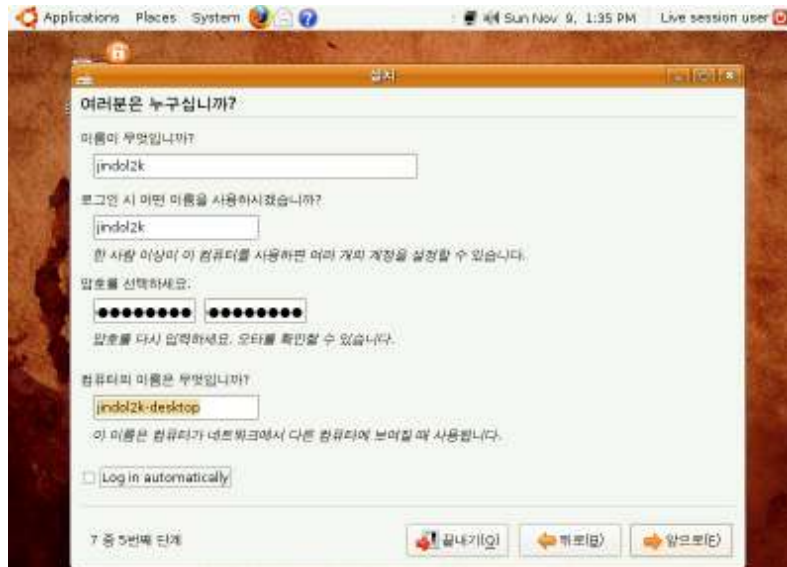 Applications Places System Sun Nov 9, 1:35 PM Live session user
설치
여러분은 누구십니까?
이름이 무엇입니까?
jindol2k
로그인 시 어떤 이름을 사용하시겠습니까?
jindol2k
한 사람 이상이 이 컴퓨터를 사용하면 여러 개의 계정을 설정할 수 있습니다.
암호를 선택하세요.
암호를 다시 입력하세요. 오타를 확인할 수 있습니다.
컴퓨터의 이름은 무엇입니까?
jindol2k-desktop
이 이름은 컴퓨터가 네트워크에서 다른 컴퓨터에 보여질 때 사용됩니다.
Log in automatically
7 중 5번째 단계 끝내기(Q) 뒤로(B) 앞으로(F)